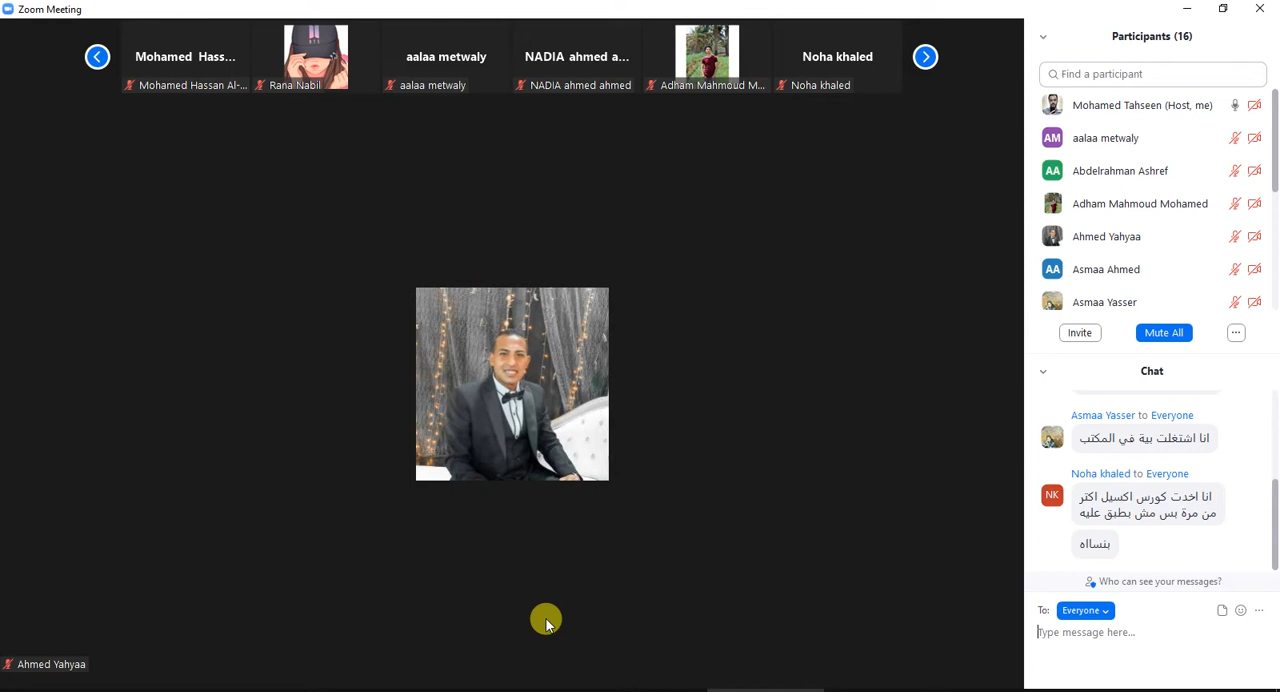 Zoom Meeting
Mohamed Hass...
aalaa metwaly
NADIA ahmed a...
Noha khaled
Mohamed Hassan Al-...
Rana Nabil
aalaa metwaly
NADIA ahmed ahmed
Adham Mahmoud M...
Noha khaled
Ahmed Yahyaa
Participants (16)
Find a participant
Mohamed Tahseen (Host, me)
AM aalaa metwaly
AA Abdelrahman Ashref
Adham Mahmoud Mohamed
Ahmed Yahyaa
AA Asmaa Ahmed
Asmaa Yasser
Invite
Mute All
...
Chat
Asmaa Yasser to Everyone
انا اشتغلت بية في المكتب
Noha khaled to Everyone
NK
انا اخدت كورس اكسيل اكتر
من مرة بس مش بطبق عليه
بنسااه
Who can see your messages?
To: Everyone
Type message here...